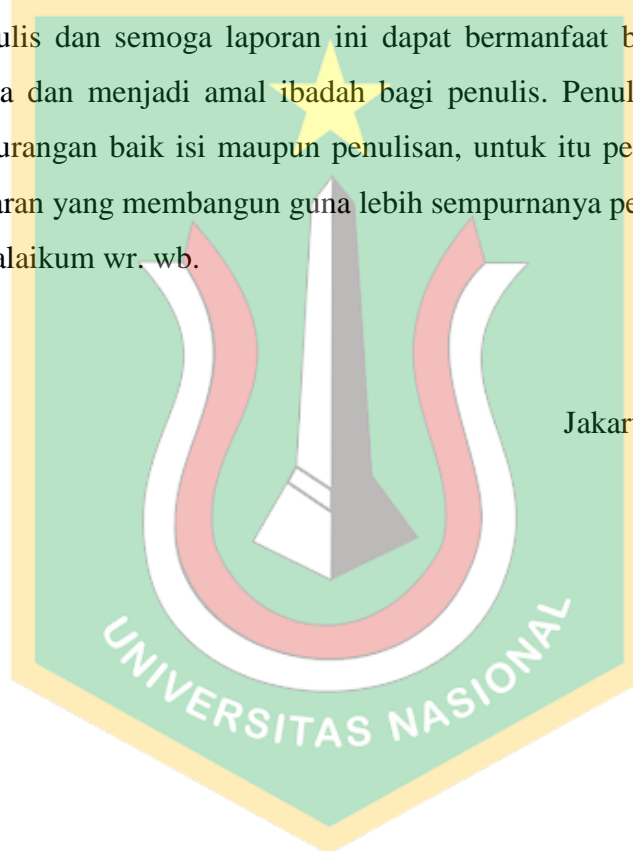 ulis dan semoga laporan ini dapat bermanfaat b
a dan menjadi amal ibadah bagi penulis. Penul
urangan baik isi maupun penulisan, untuk itu pe
aran yang membangun guna lebih sempurnanya pe
alaikum wr. wb.
Jakar
UNIVERSITAS NASIONAL